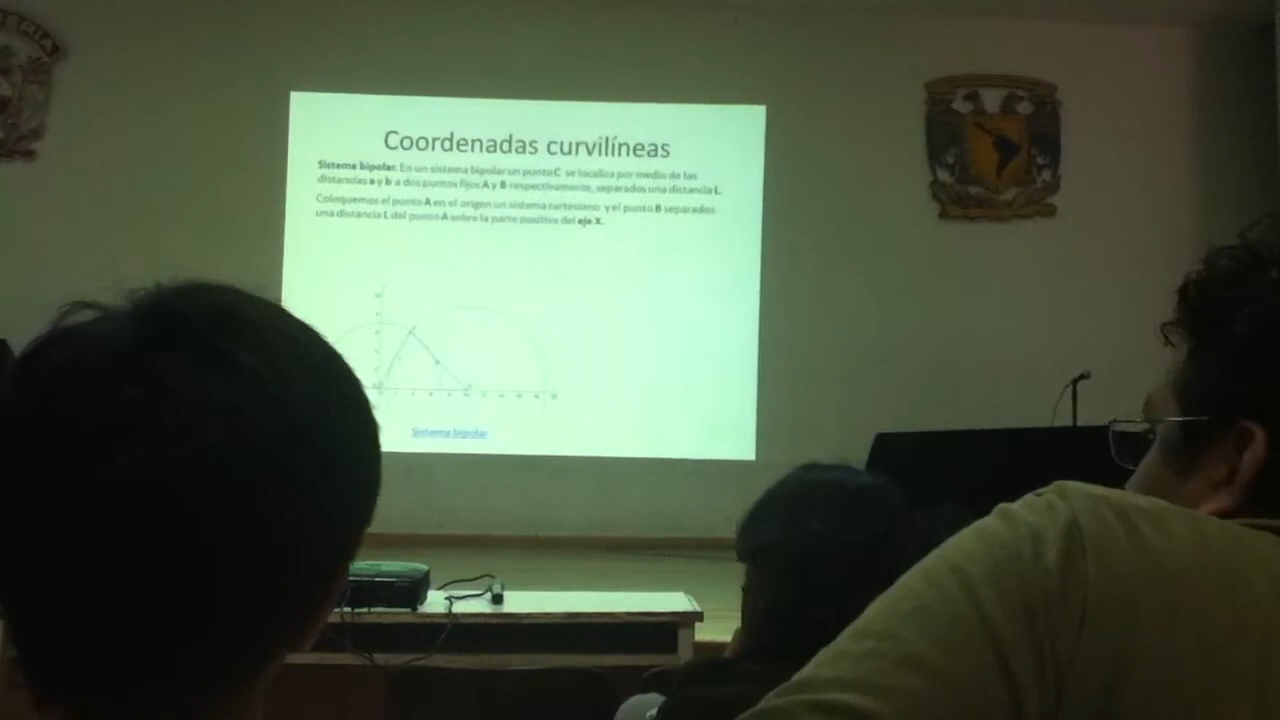 ERIA
Coordenadas curvilíneas
Sistema bipolar. En un sistema bipolar un punto C se localiza por medio de las
distancias a y b a dos puntos fijos A y B respectivamente, separados una distancia L.
Coloquemos el punto A en el origen un sistema cartesiano y el punto B separados
una distancia L del punto A sobre la parte positiva del eje X.
Sistema bipolar